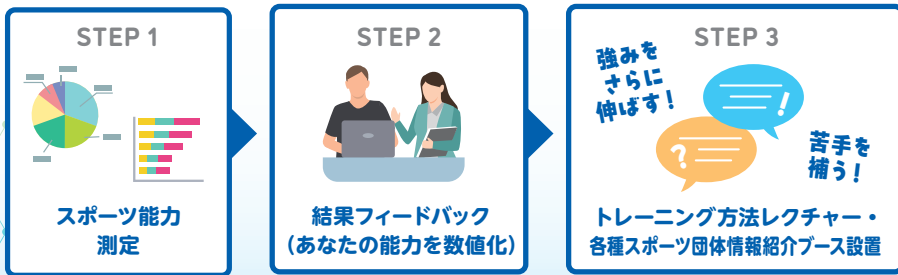 STEP 1
スポーツ能力
測定
STEP 2
結果フィードバック
（あなたの能力を数値化）
STEP 3
強みを
さらに
伸ばす！
!
?
苦手を
補う！
トレーニング方法レクチャー・
各種スポーツ団体情報紹介ブース設置